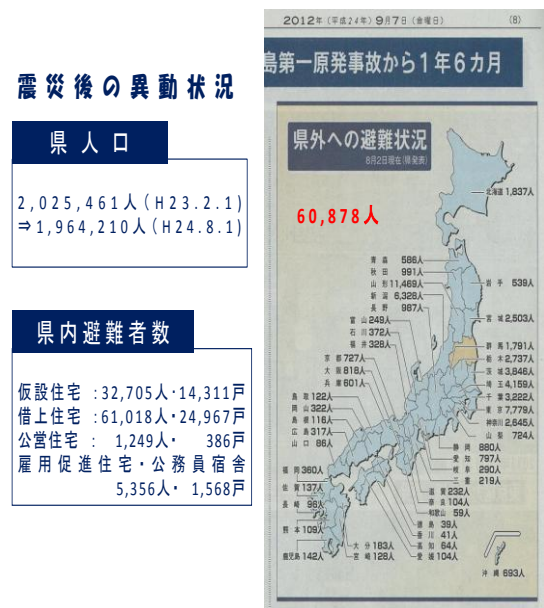 震災後の異動状況
県人口
2,025,461人(H23.2.1)
⇒1,964,210人(H24.8.1)
県内避難者数
仮設住宅 :32,705人・14,311戸
借上住宅 :61,018人・24,967戸
公営住宅 : 1,249人・ 386戸
雇用促進住宅・公務員宿舎
5,356人・ 1,568戸
2012年(平成24年)9月7日(金曜日) (8)
島第一原発事故から1年6カ月
県外への避難状況
8月2日現在(県発表)
60,878人
北海道 1,837人
青森 586人
秋田 991人
山形 11,469人
新潟 6,326人
長野 987人
富山 249人
石川 372人
福井 328人
京都 727人
大阪 818人
兵庫 601人
鳥取 122人
岡山 322人
島根 116人
広島 317人
山口 86人
福岡 360人
佐賀 137人
長崎 96人
熊本 109人
鹿児島 142人
大分 183人
宮崎 128人
岩手 539人
宮城 2,503人
群馬 1,791人
栃木 2,737人
茨城 3,846人
埼玉 4,159人
千葉 3,222人
東京 7,779人
神奈川 2,645人
山梨 724人
静岡 880人
愛知 797人
岐阜 290人
三重 219人
滋賀 232人
奈良 104人
和歌山 59人
徳島 39人
香川 41人
高知 64人
愛媛 104人
沖縄 693人